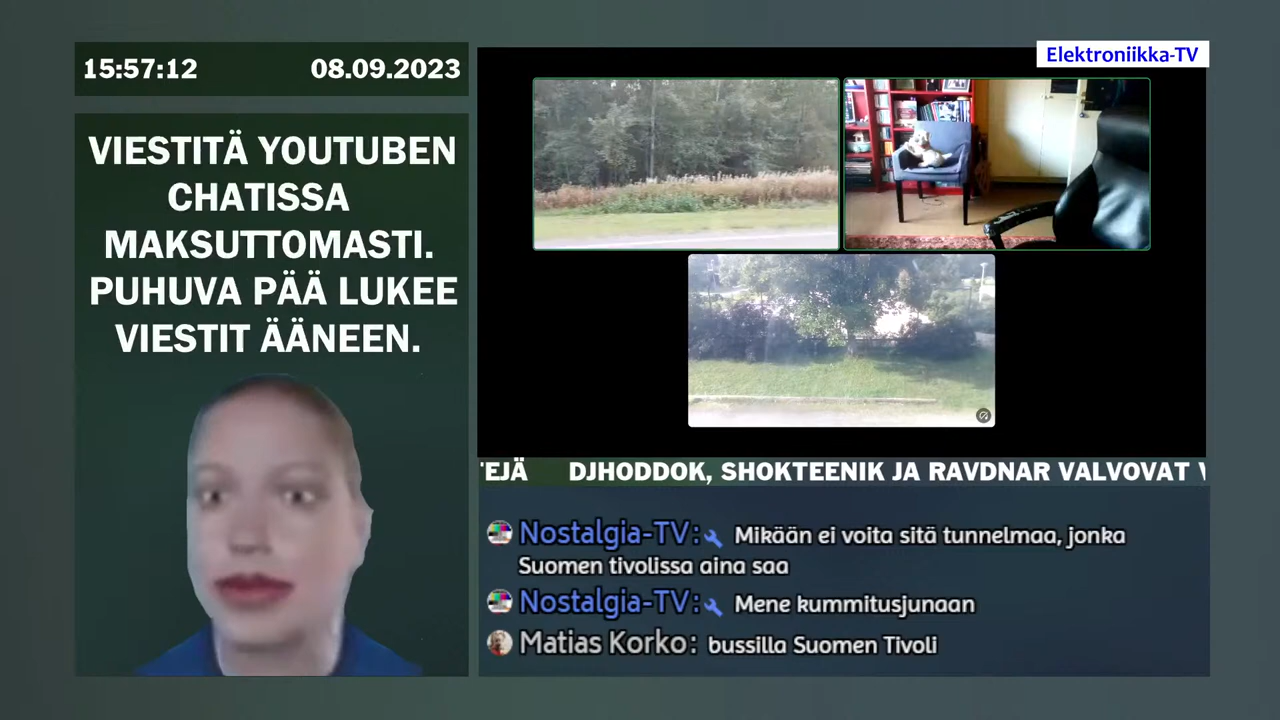 15:57:12
08.09.2023
Elektroniikka-TV
VIESTITÄ YOUTUBEN
CHATISSA
MAKSUTTOMASTI.
PUHUVA PÄÄ LUKEE
VIESTIT ÄÄNEEN.
'EJÄ DJHODDOK, SHOKTEENIK JA RAVDNAR VALVOVAT
Nostalgia-TV: Mikään ei voita sitä tunnelmaa, jonka
Suomen tivolissa aina saa
Nostalgia-TV: Mene kummitusjunaan
Matias Korko: bussilla Suomen Tivoli